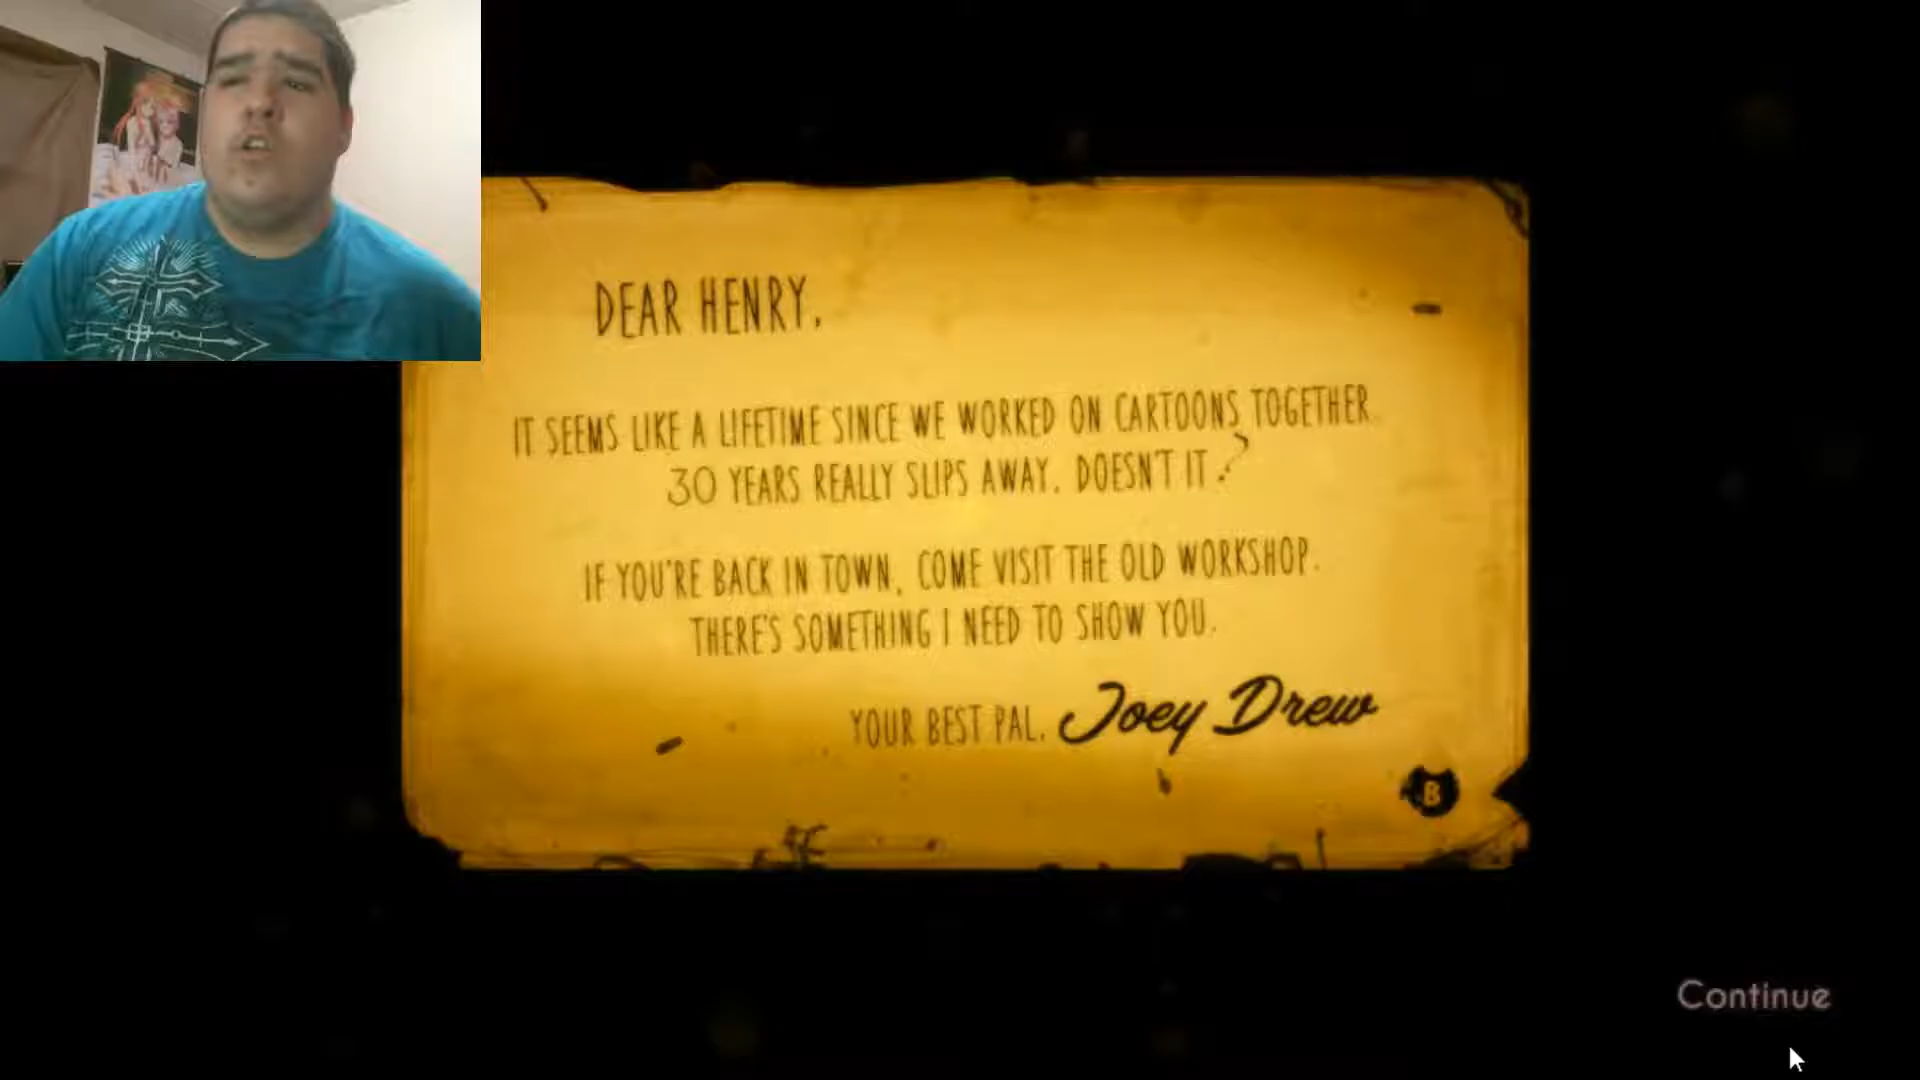 DEAR HENRY,
IT SEEMS LIKE A LIFETIME SINCE WE WORKED ON CARTOONS TOGETHER.
30 YEARS REALLY SLIPS AWAY, DOESN'T IT?
IF YOU'RE BACK IN TOWN, COME VISIT THE OLD WORKSHOP.
THERE'S SOMETHING I NEED TO SHOW YOU.
YOUR BEST PAL, Joey Drew
B
Continue